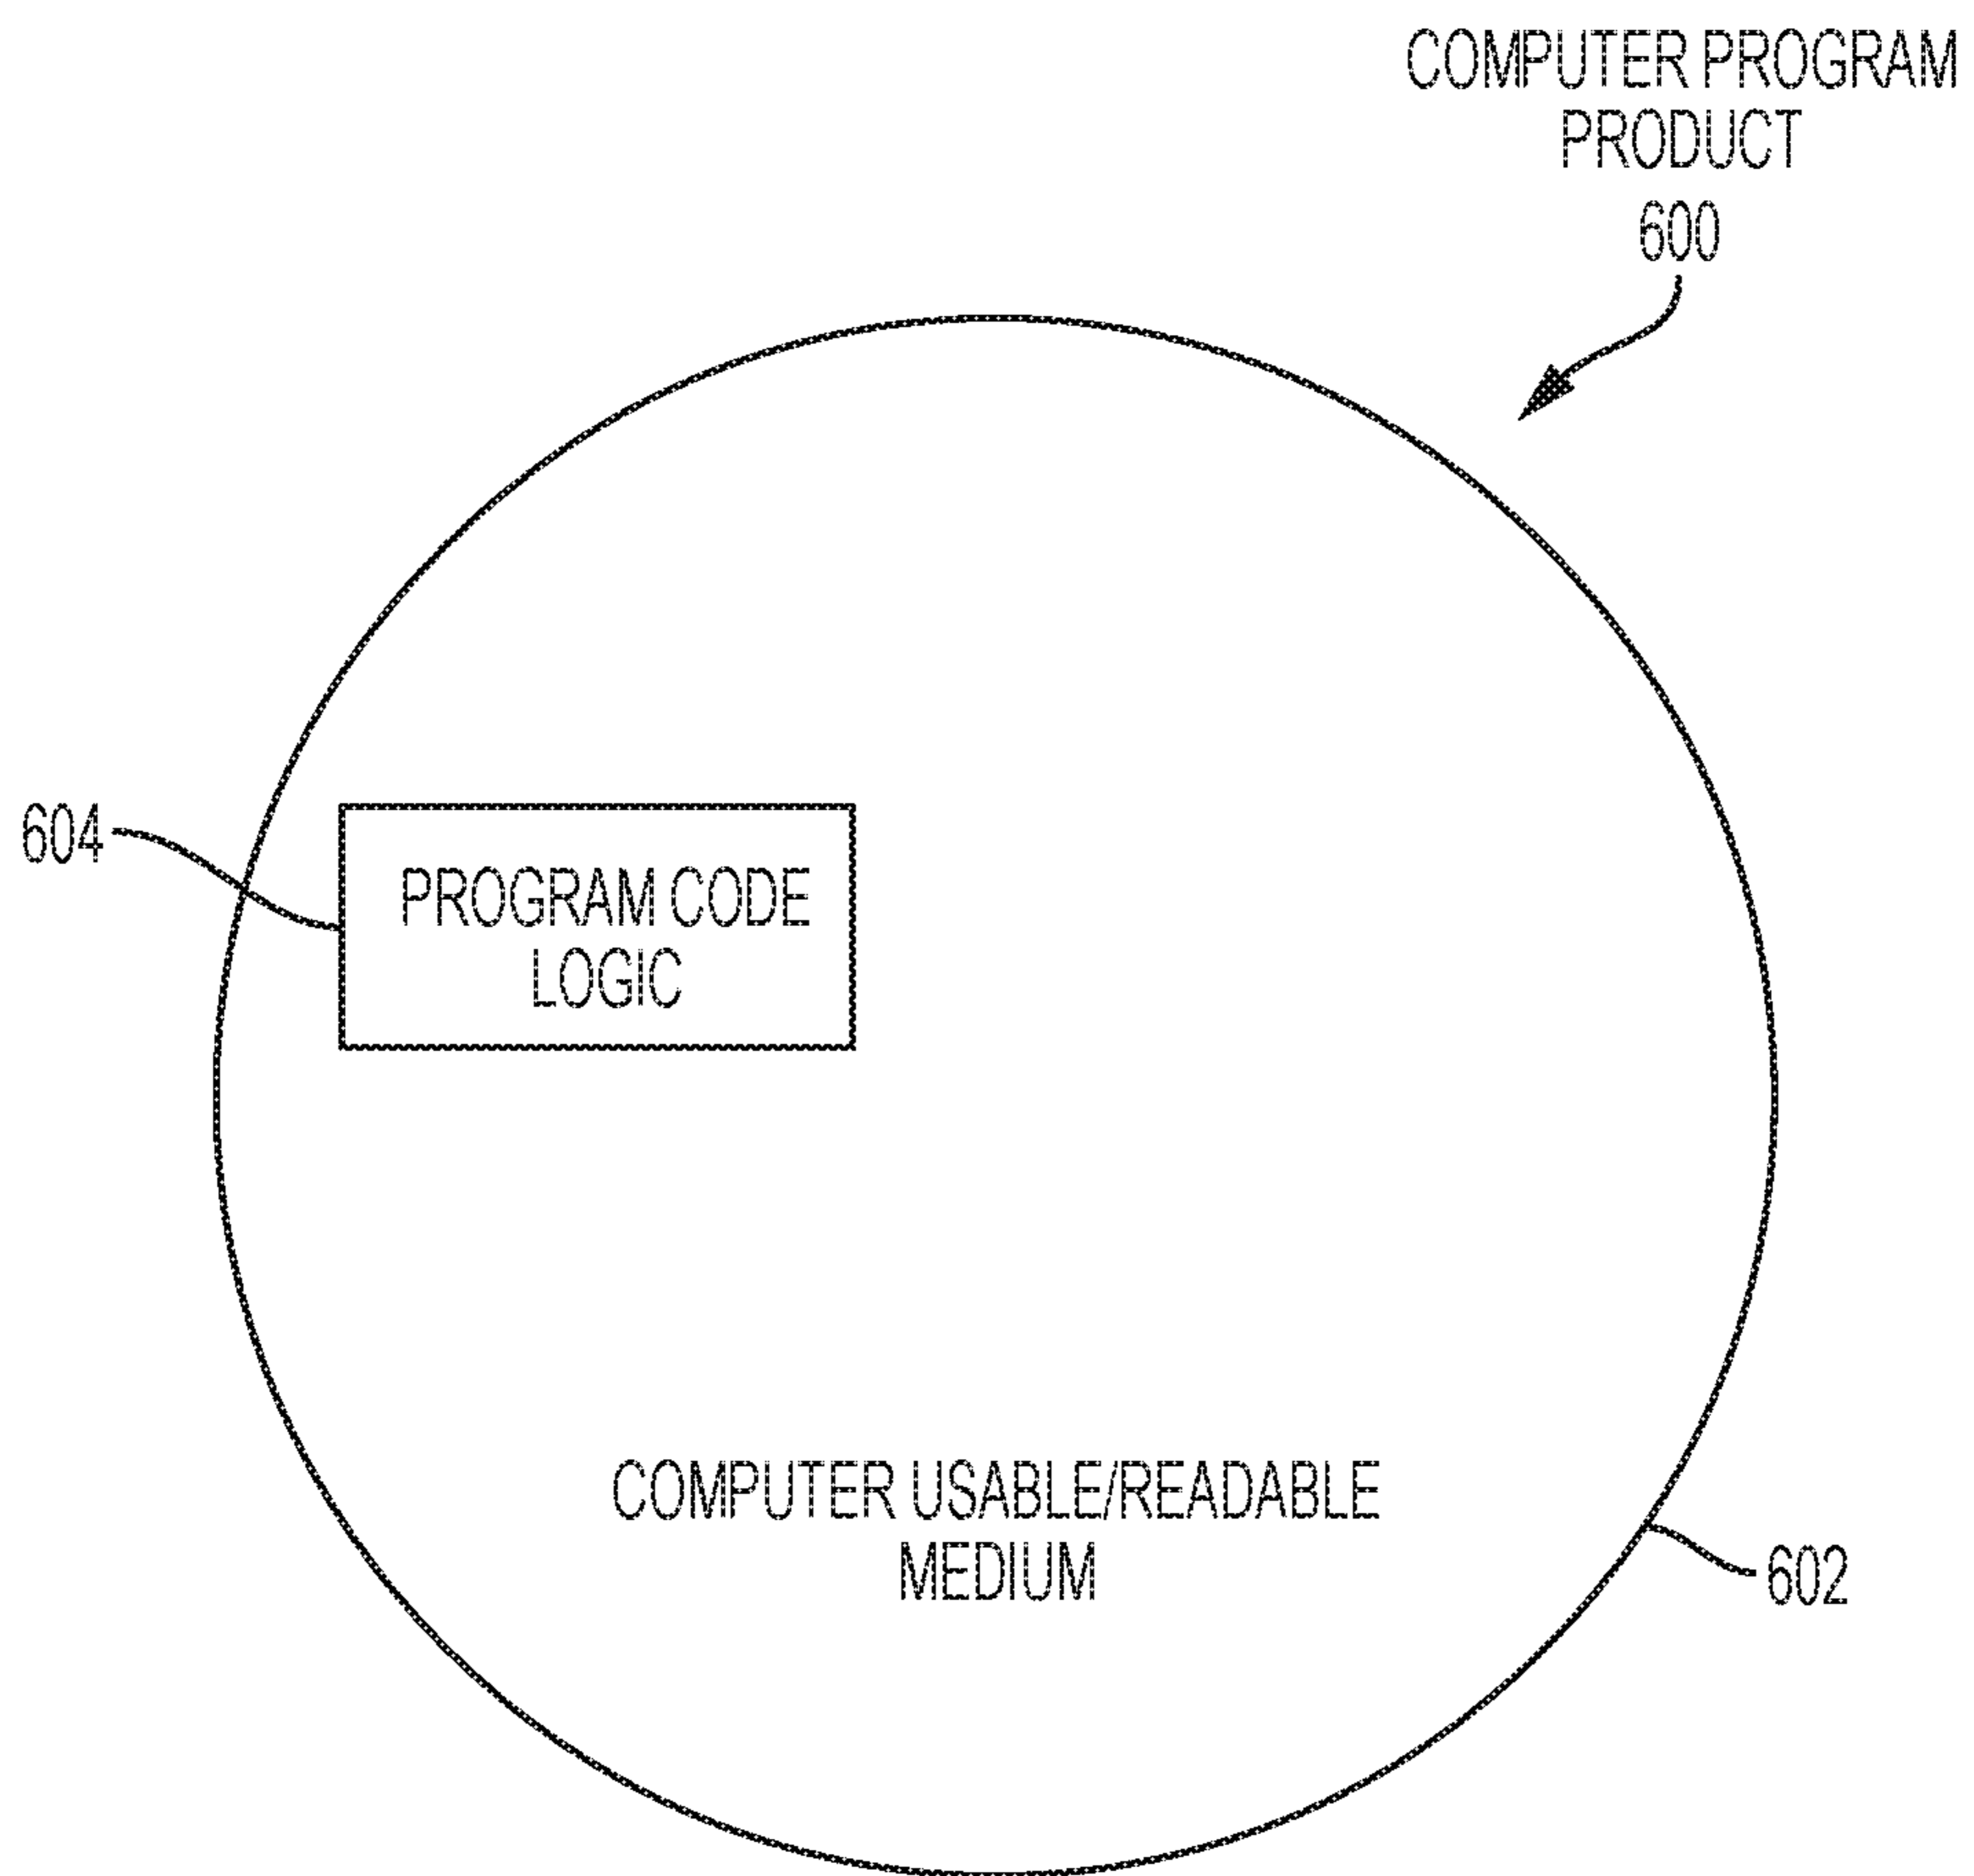 COMPUTER PROGRAM
PRODUCT
600
604
PROGRAM CODE
LOGIC
COMPUTER USABLE/READABLE
MEDIUM
602